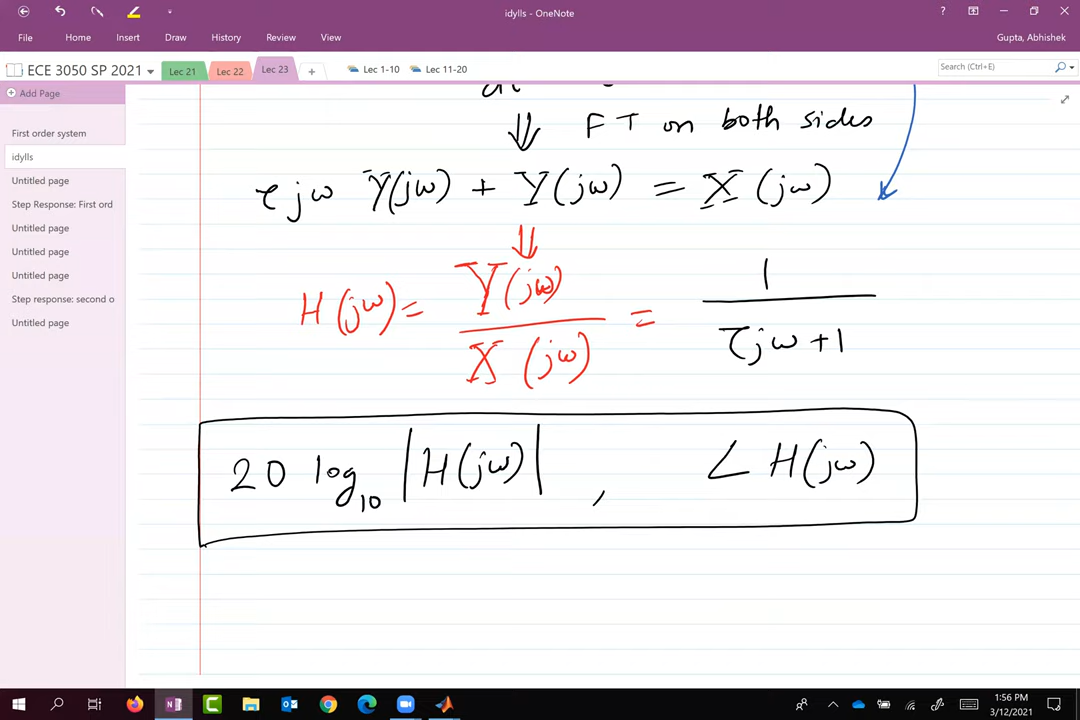 idylls - OneNote
Gupta, Abhishek
File Home Insert Draw History Review View
ECE 3050 SP 2021 Lec 21 Lec 22 Lec 23 Lec 1-10 Lec 11-20 Search (Ctrl+E)
Add Page
First order system
idylls
Untitled page
Step Response: First ord
Untitled page
Untitled page
Untitled page
Step response: second o
Untitled page
⇓ FT on both sides
τjω Y(jω) + Y(jω) = X(jω)
⇓
H(jω) = Y(jω) / X(jω) = 1 / τjω + 1
20 log₁₀ |H(jω)| , ∠ H(jω)
1:56 PM
3/12/2021